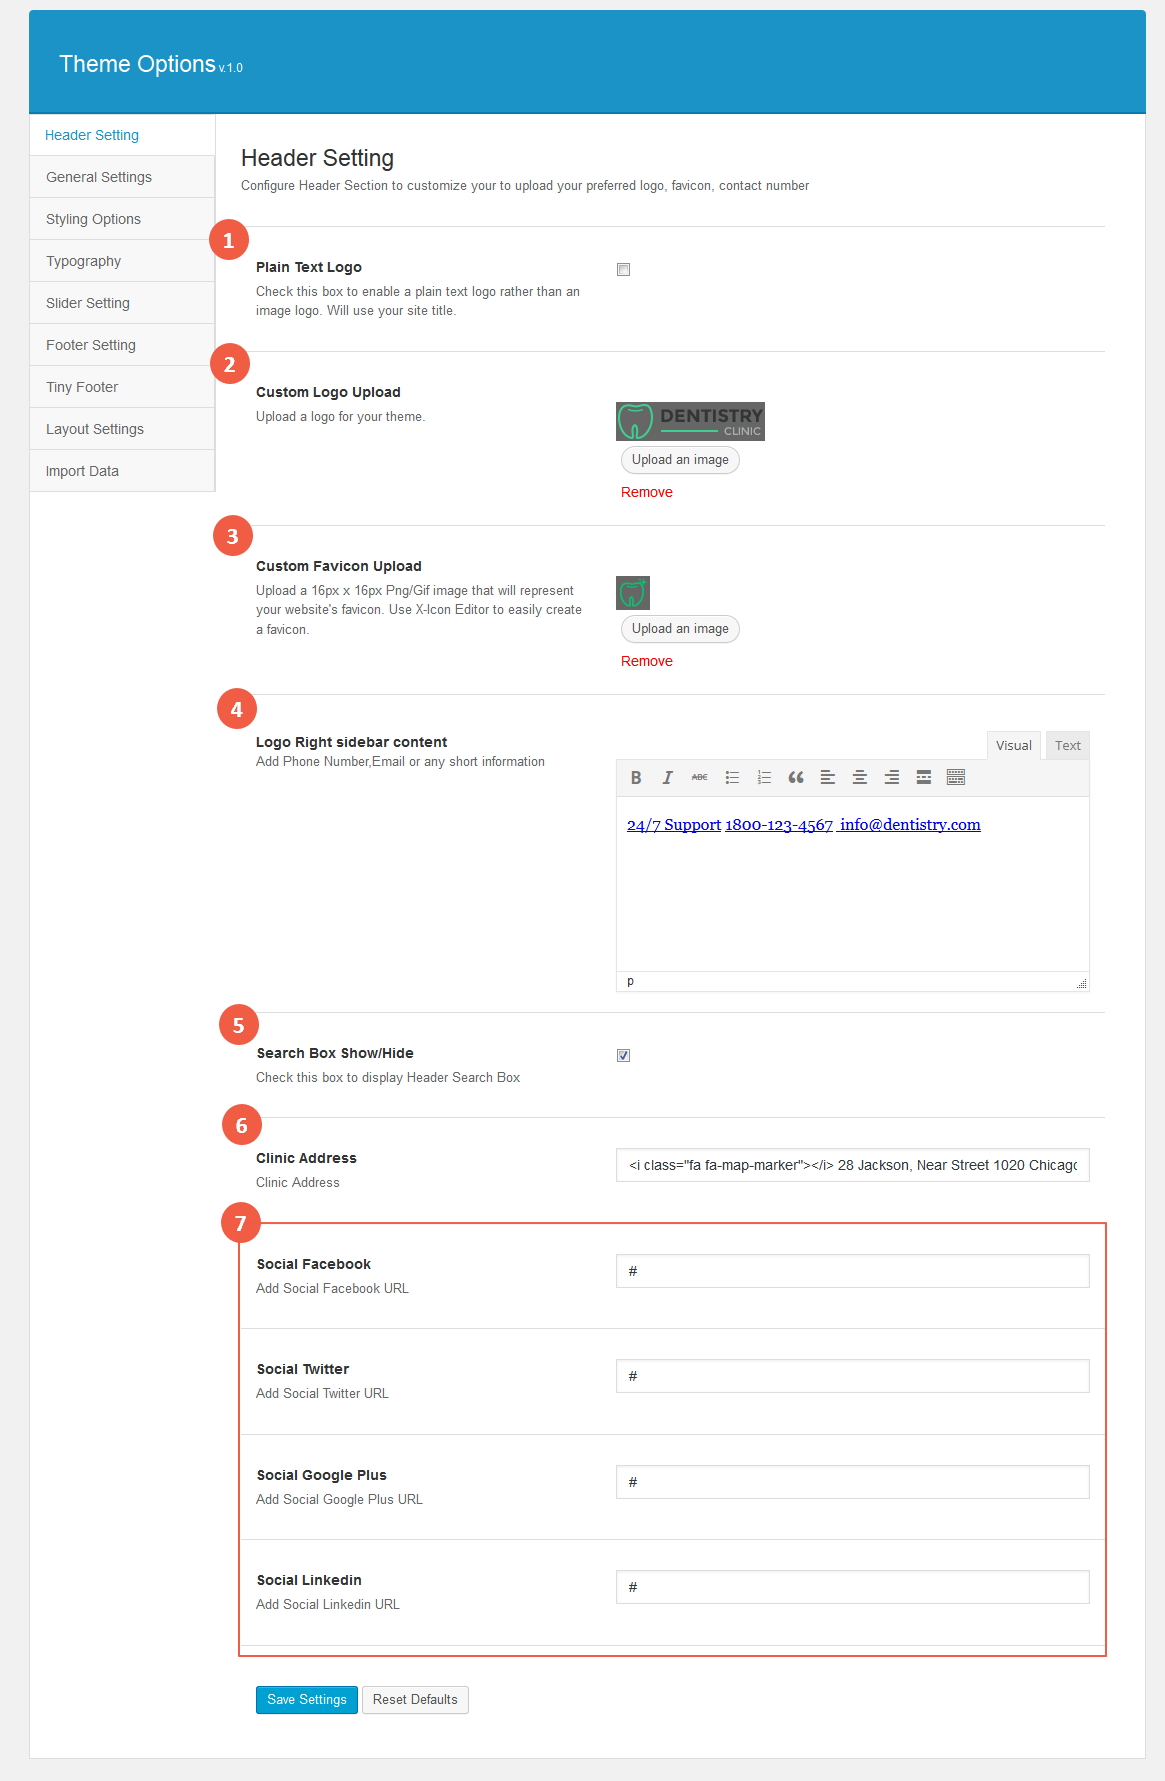 Theme Options v.1.0
Header Setting
General Settings
Styling Options
Typography
Slider Setting
Footer Setting
Tiny Footer
Layout Settings
Import Data
Header Setting
Configure Header Section to customize your to upload your preferred logo, favicon, contact number
1
Plain Text Logo
Check this box to enable a plain text logo rather than an
image logo. Will use your site title.
2
Custom Logo Upload
Upload a logo for your theme.
DENTISTRY
CLINIC
Upload an image
Remove
3
Custom Favicon Upload
Upload a 16px x 16px Png/Gif image that will represent
your website's favicon. Use X-Icon Editor to easily create
a favicon.
Upload an image
Remove
4
Logo Right sidebar content
Add Phone Number,Email or any short information
Visual Text
B I ABC
24/7 Support 1800-123-4567 info@dentistry.com
p
5
Search Box Show/Hide
Check this box to display Header Search Box
6
Clinic Address
Clinic Address
<i class="fa fa-map-marker"></i> 28 Jackson, Near Street 1020 Chicago
7
Social Facebook
Add Social Facebook URL
#
Social Twitter
Add Social Twitter URL
#
Social Google Plus
Add Social Google Plus URL
#
Social Linkedin
Add Social Linkedin URL
#
Save Settings Reset Defaults